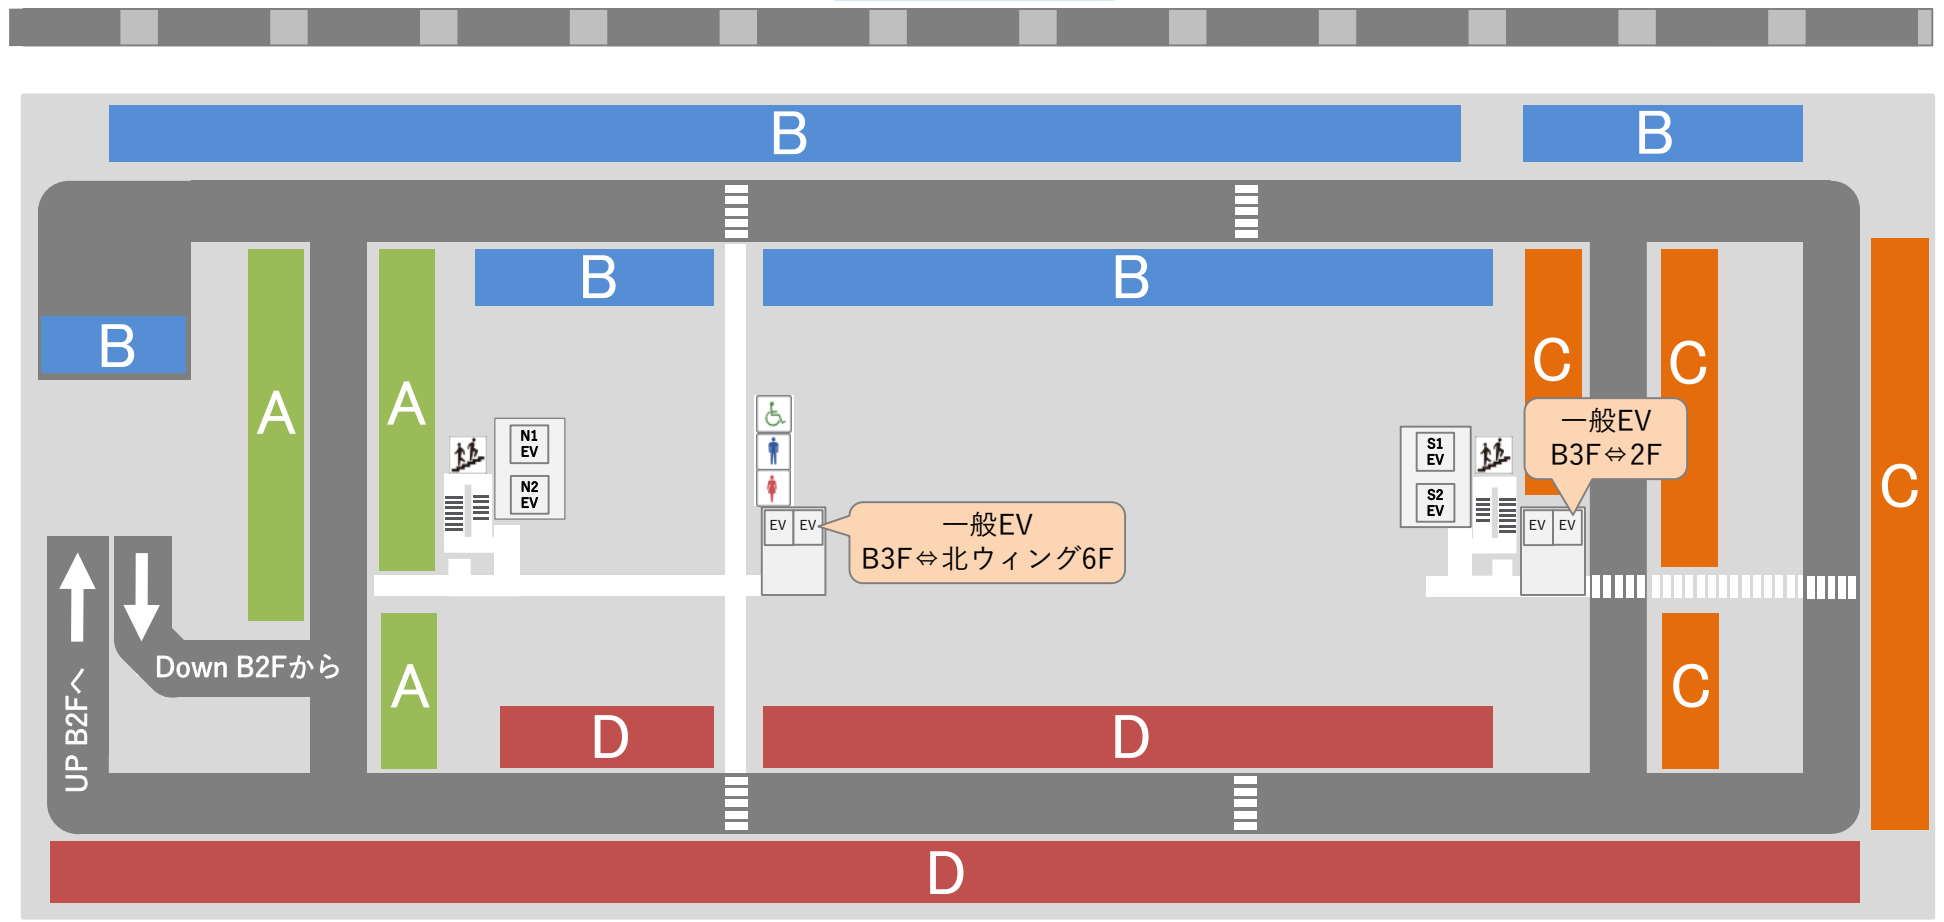 B
B
B
B
B
A
A
C
C
C
N1
EV
N2
EV
S1
EV
S2
EV
一般EV
B3F⇔2F
EV
EV
一般EV
B3F⇔北ウィング6F
EV
EV
Down B2Fから
UP B2Fへ
A
D
D
C
D